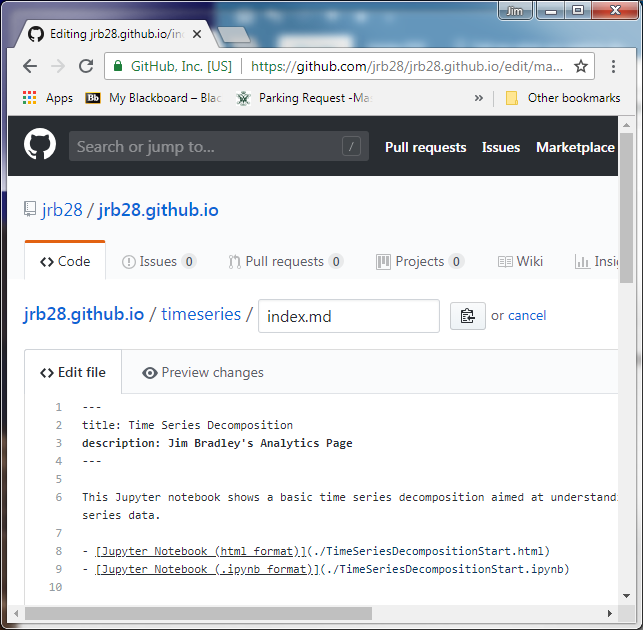 Jim
Editing jrb28.github.io/in
GitHub, Inc. [US] | https://github.com/jrb28/jrb28.github.io/edit/ma...
Apps Bb My Blackboard – Blac Parking Request -Ma » Other bookmarks
Search or jump to... / Pull requests Issues Marketplace
jrb28 / jrb28.github.io
<> Code Issues 0 Pull requests 0 Projects 0 Wiki Insi
jrb28.github.io / timeseries / index.md or cancel
<> Edit file Preview changes
1 ---
2 title: Time Series Decomposition
3 description: Jim Bradley's Analytics Page
4 ---
5
6 This Jupyter notebook shows a basic time series decomposition aimed at understandi
series data.
7
8 - [Jupyter Notebook (html format)](./TimeSeriesDecompositionStart.html)
9 - [Jupyter Notebook (.ipynb format)](./TimeSeriesDecompositionStart.ipynb)
10